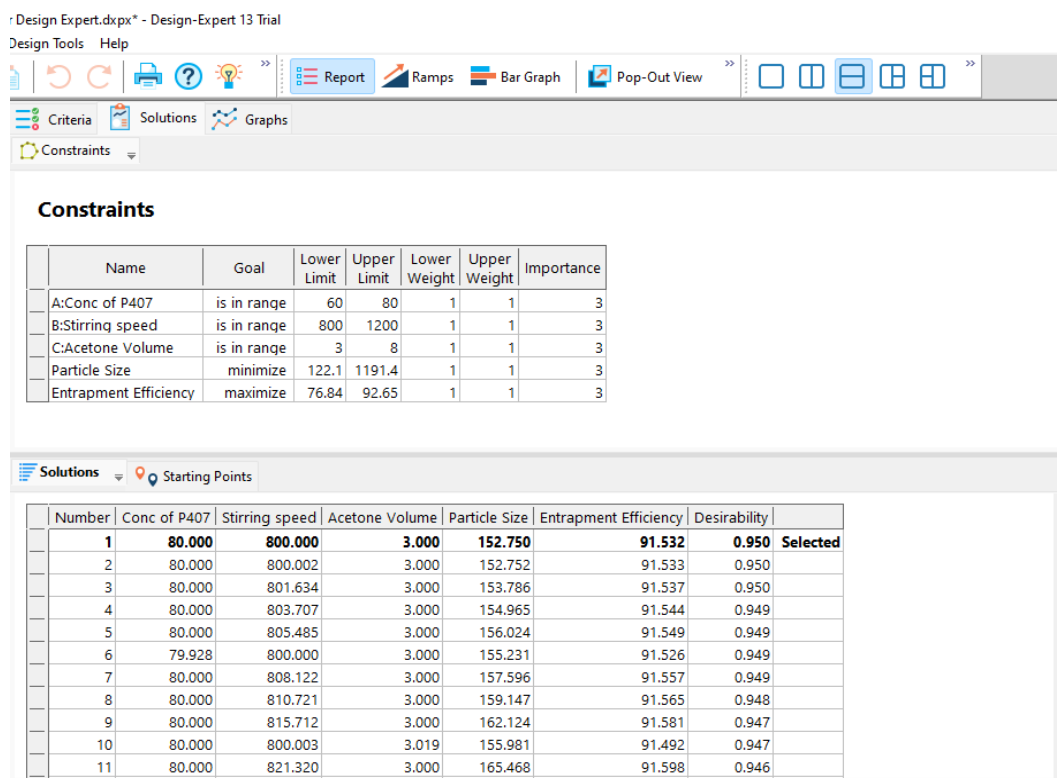 r Design Expert.dxpx* - Design-Expert 13 Trial
Design Tools Help
» Report Ramps Bar Graph Pop-Out View » »
Criteria Solutions Graphs
Constraints
Constraints
Name Goal Lower Limit Upper Limit Lower Weight Upper Weight Importance
A:Conc of P407 is in range 60 80 1 1 3
B:Stirring speed is in range 800 1200 1 1 3
C:Acetone Volume is in range 3 8 1 1 3
Particle Size minimize 122.1 1191.4 1 1 3
Entrapment Efficiency maximize 76.84 92.65 1 1 3
Solutions Starting Points
Number Conc of P407 Stirring speed Acetone Volume Particle Size Entrapment Efficiency Desirability
1 80.000 800.000 3.000 152.750 91.532 0.950 Selected
2 80.000 800.002 3.000 152.752 91.533 0.950
3 80.000 801.634 3.000 153.786 91.537 0.950
4 80.000 803.707 3.000 154.965 91.544 0.949
5 80.000 805.485 3.000 156.024 91.549 0.949
6 79.928 800.000 3.000 155.231 91.526 0.949
7 80.000 808.122 3.000 157.596 91.557 0.949
8 80.000 810.721 3.000 159.147 91.565 0.948
9 80.000 815.712 3.000 162.124 91.581 0.947
10 80.000 800.003 3.019 155.981 91.492 0.947
11 80.000 821.320 3.000 165.468 91.598 0.946